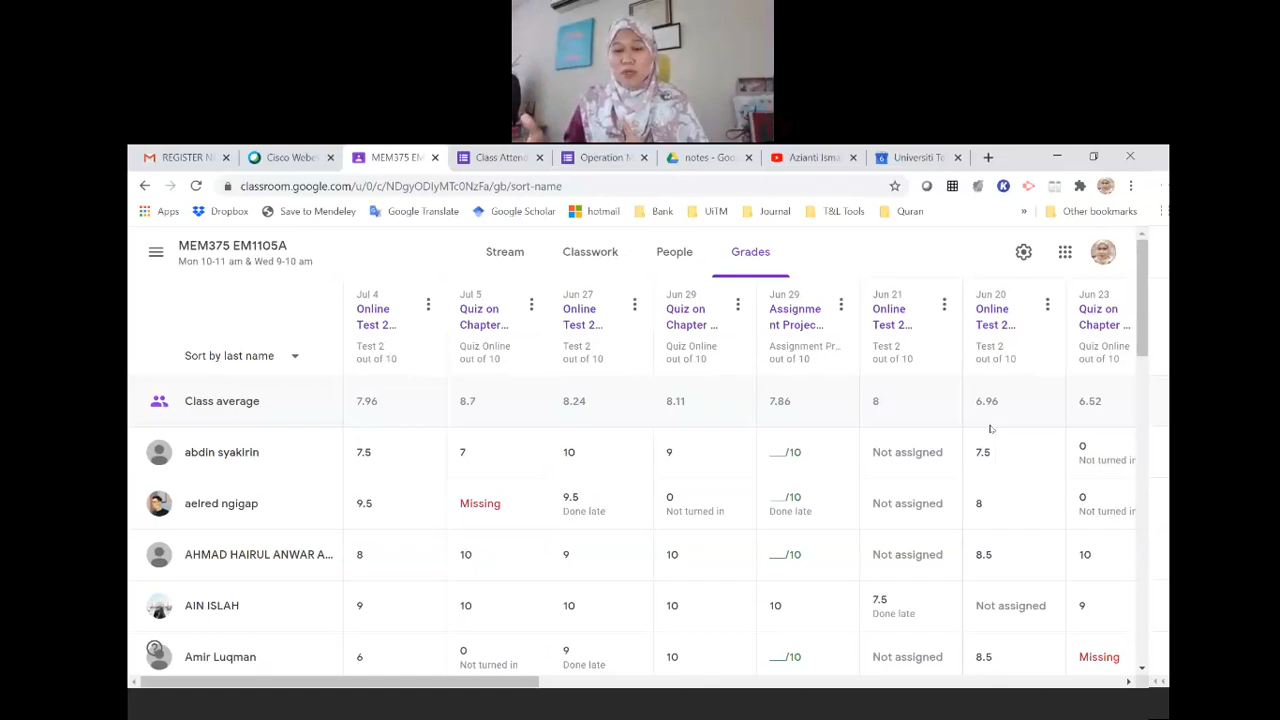 REGISTER NI
Cisco Webex
MEM375 EM
Class Attend
Operation M
notes - Goo
Azianti Isma
Universiti Te
classroom.google.com/u/0/c/NDgyODIyMTc0NzFa/gb/sort-name
Apps
Dropbox
Save to Mendeley
Google Translate
Google Scholar
hotmail
Bank
UiTM
Journal
T&L Tools
Quran
»
Other bookmarks
MEM375 EM1105A
Mon 10-11 am & Wed 9-10 am
Stream
Classwork
People
Grades
Jul 4
Online
Test 2...
Test 2
out of 10
Jul 5
Quiz on
Chapter...
Quiz Online
out of 10
Jun 27
Online
Test 2...
Test 2
out of 10
Jun 29
Quiz on
Chapter ...
Quiz Online
out of 10
Jun 29
Assignme
nt Projec...
Assignment Pr...
out of 10
Jun 21
Online
Test 2...
Test 2
out of 10
Jun 20
Online
Test 2...
Test 2
out of 10
Jun 23
Quiz on
Chapter ...
Quiz Online
out of 10
Sort by last name
Class average 7.96 8.7 8.24 8.11 7.86 8 6.96 6.52
abdin syakirin 7.5 7 10 9 __/10 Not assigned 7.5 0
Not turned in
aelred ngigap 9.5 Missing 9.5 0 __/10 Not assigned 8 0
Done late Not turned in Done late Not turned in
AHMAD HAIRUL ANWAR A... 8 10 9 10 __/10 Not assigned 8.5 10
AIN ISLAH 9 10 10 10 10 7.5 Not assigned 9
Done late
Amir Luqman 6 0 9 10 __/10 Not assigned 8.5 Missing
Not turned in Done late